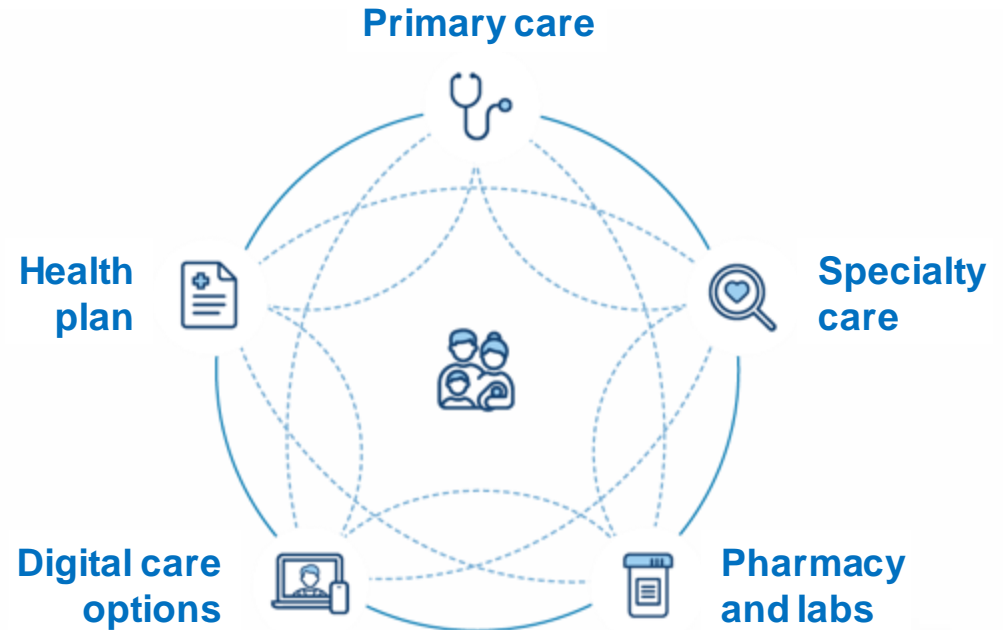 Primary care
Health
plan
Specialty
care
Digital care
options
Pharmacy
and labs